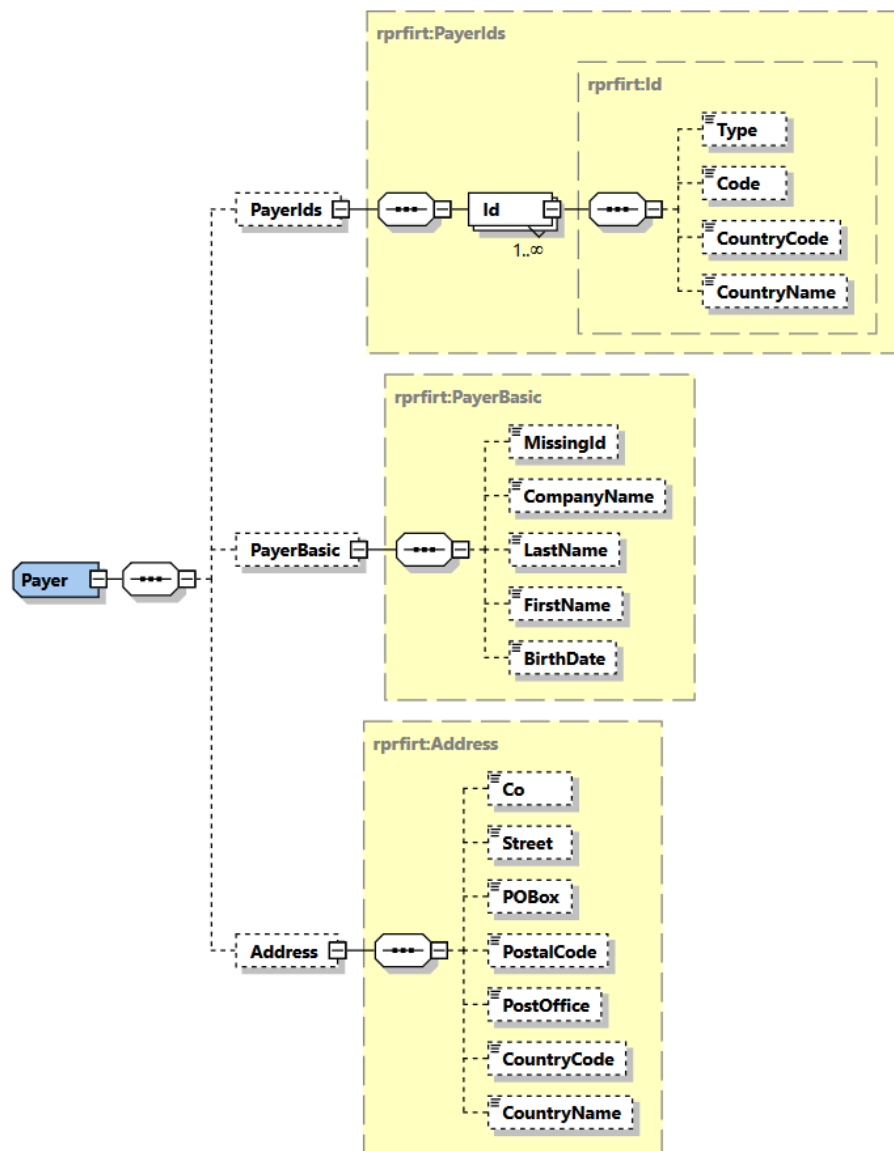 rprfirt:PayerIds
rprfirt:Id
Type
Code
PayerIds
Id
CountryCode
1..∞
CountryName
rprfirt:PayerBasic
MissingId
CompanyName
PayerBasic
LastName
Payer
FirstName
BirthDate
rprfirt:Address
Co
Street
POBox
Address
PostalCode
PostOffice
CountryCode
CountryName